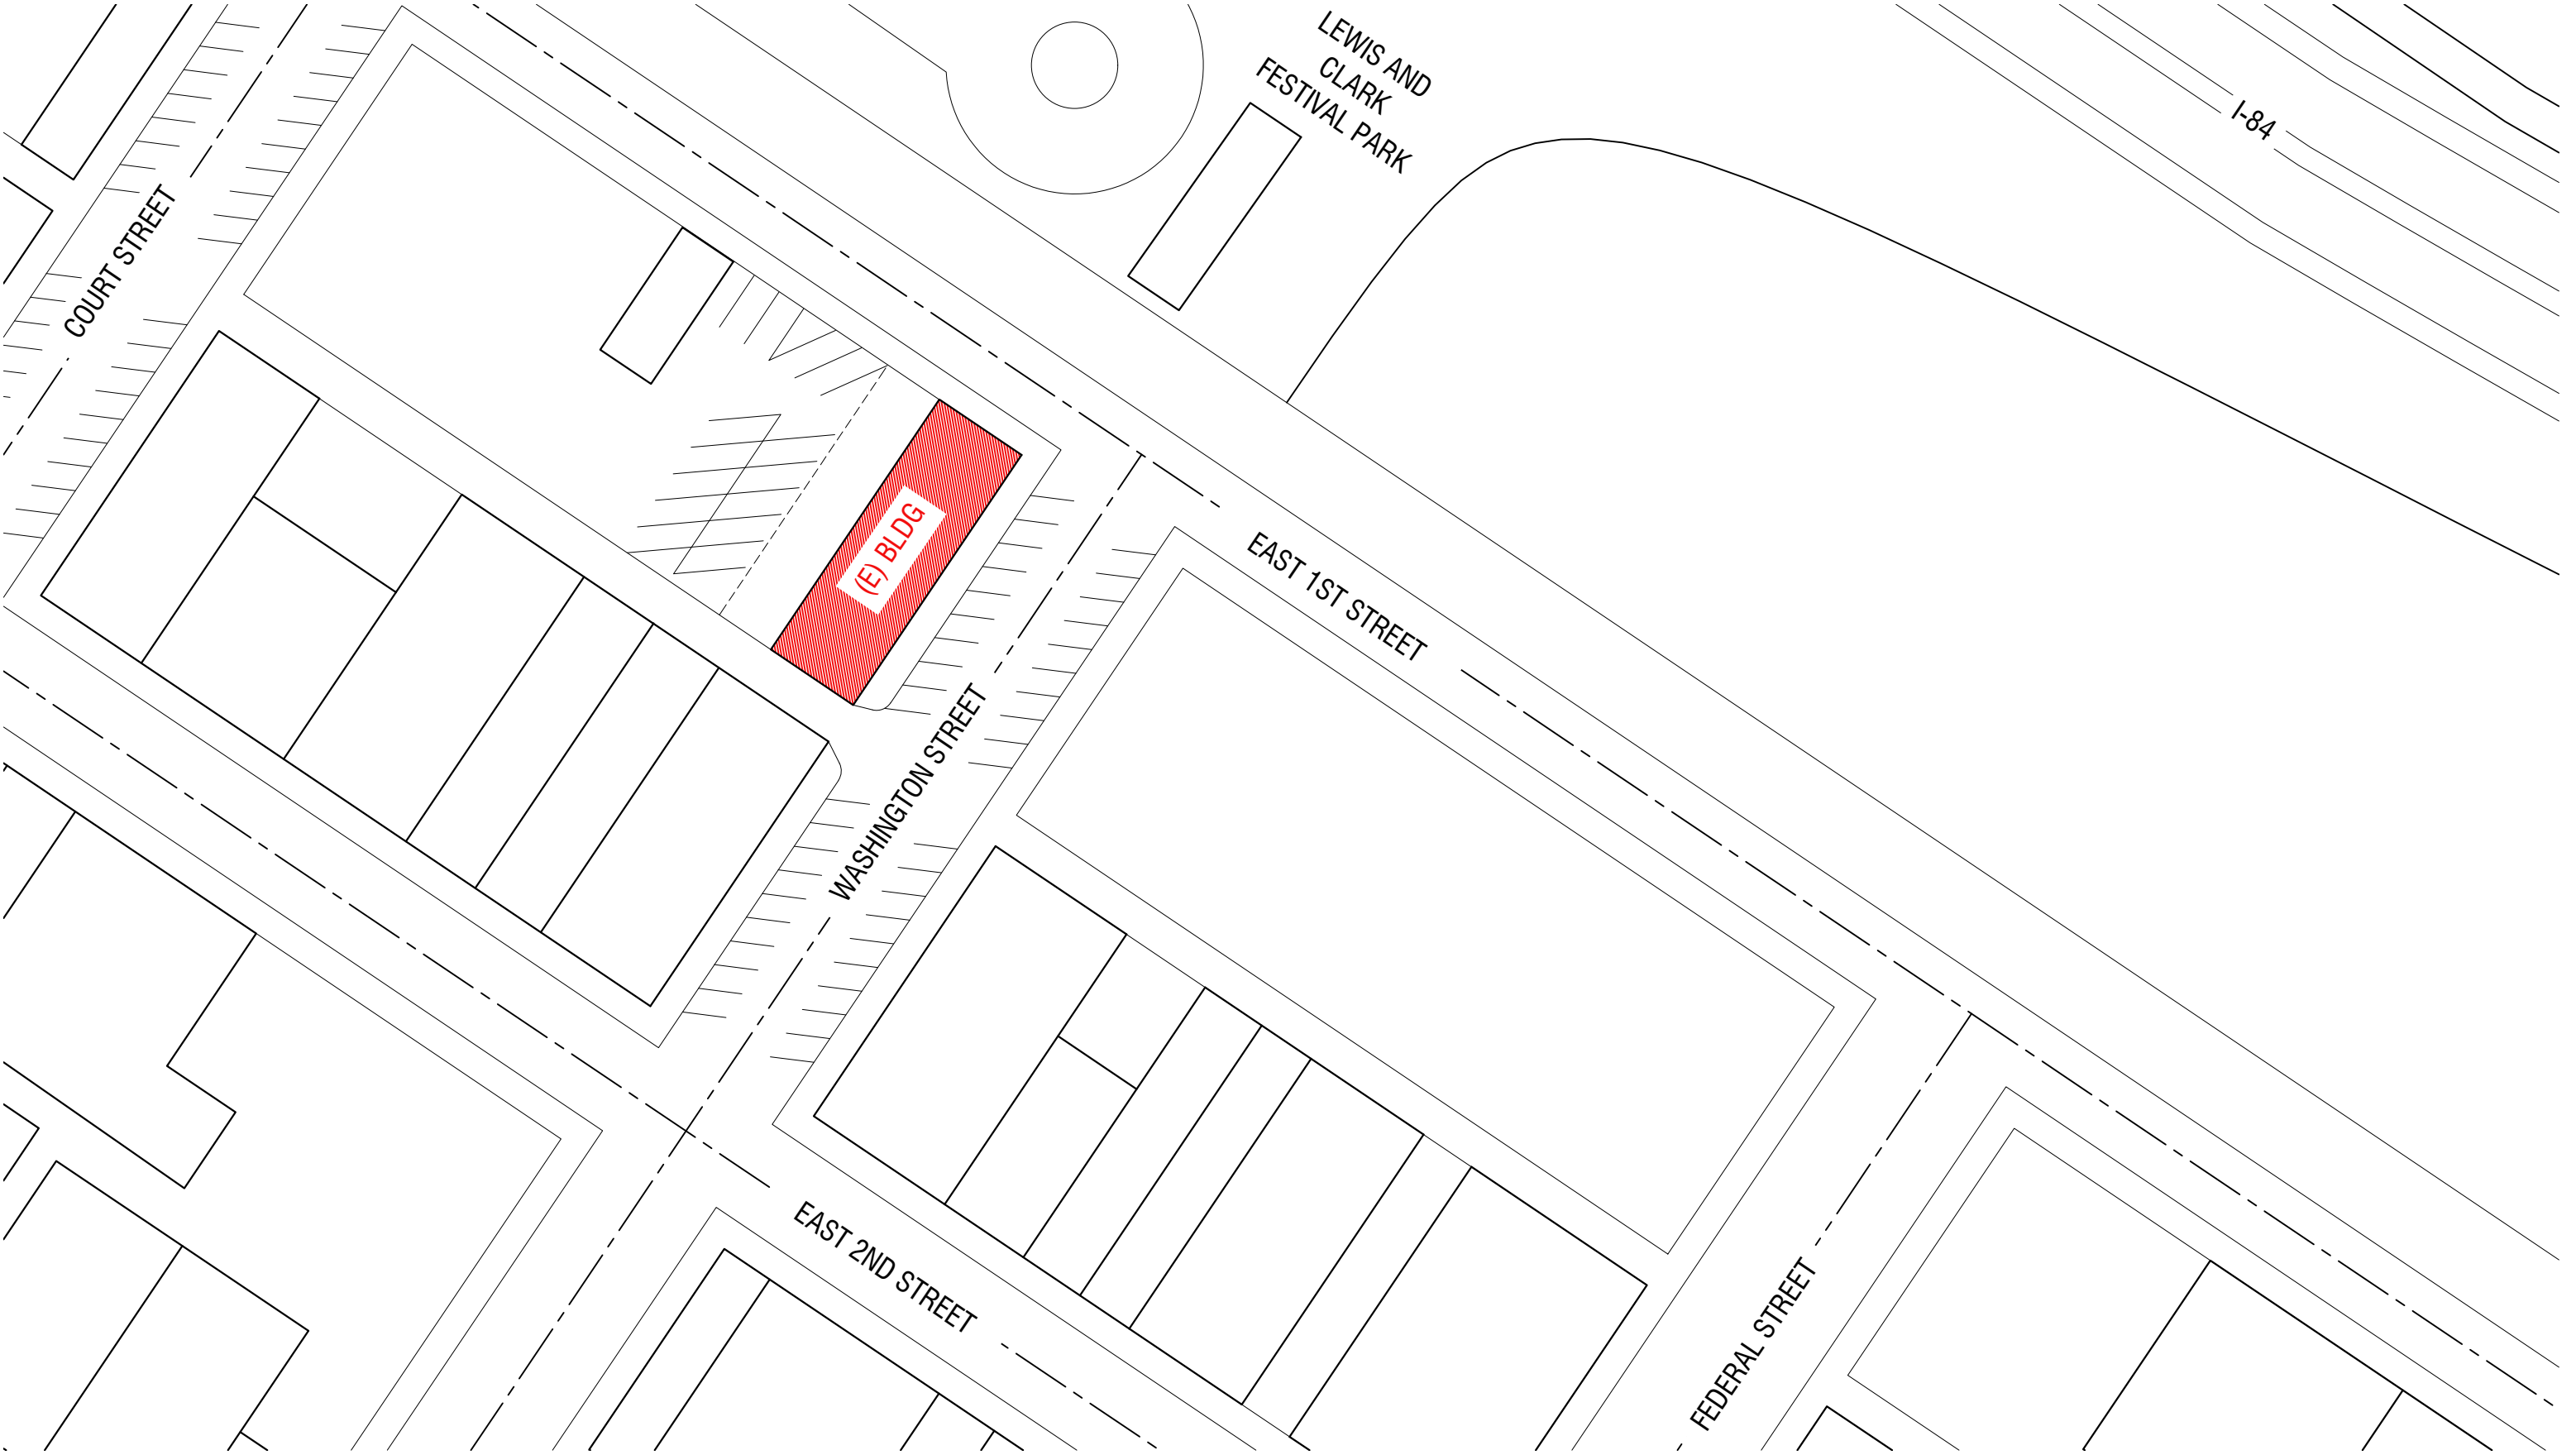 LEWIS AND
CLARK
FESTIVAL PARK
I-84
COURT STREET
(E) BLDG
EAST 1ST STREET
WASHINGTON STREET
EAST 2ND STREET
FEDERAL STREET